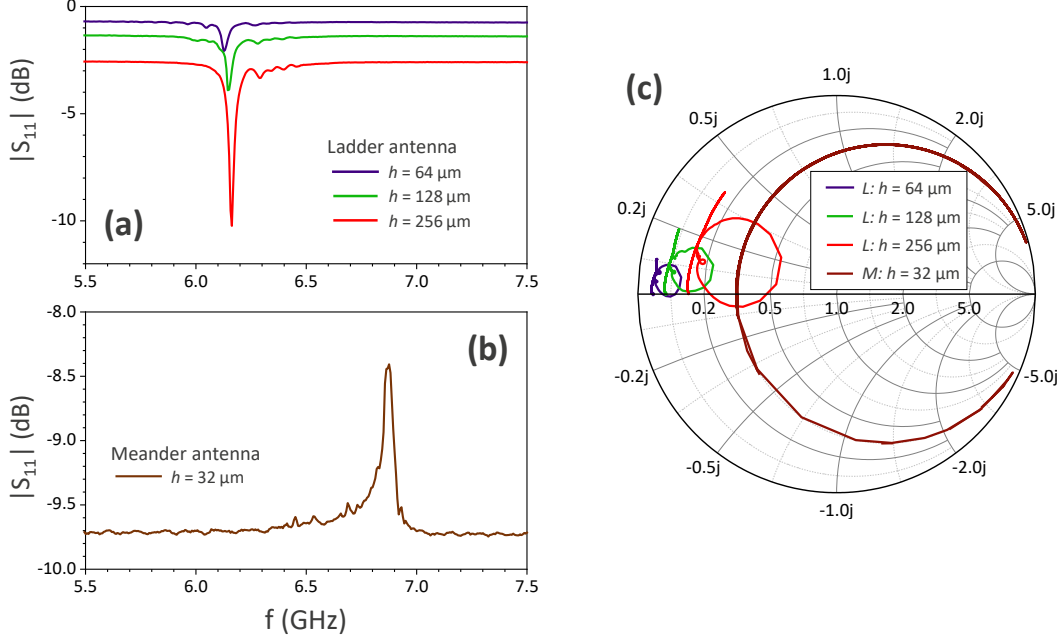 0
-5
-10
|S11| (dB)
Ladder antenna
h = 64 µm
h = 128 µm
h = 256 µm
(a)
5.5 6.0 6.5 7.0 7.5
-8.0
-8.5
-9.0
-9.5
-10.0
|S11| (dB)
(b)
Meander antenna
h = 32 µm
5.5 6.0 6.5 7.0 7.5
f (GHz)
(c)
1.0j
0.5j 2.0j
0.2j 5.0j
L: h = 64 µm
L: h = 128 µm
L: h = 256 µm
M: h = 32 µm
0.2 0.5 1.0 2.0 5.0
-0.2j -5.0j
-0.5j -2.0j
-1.0j